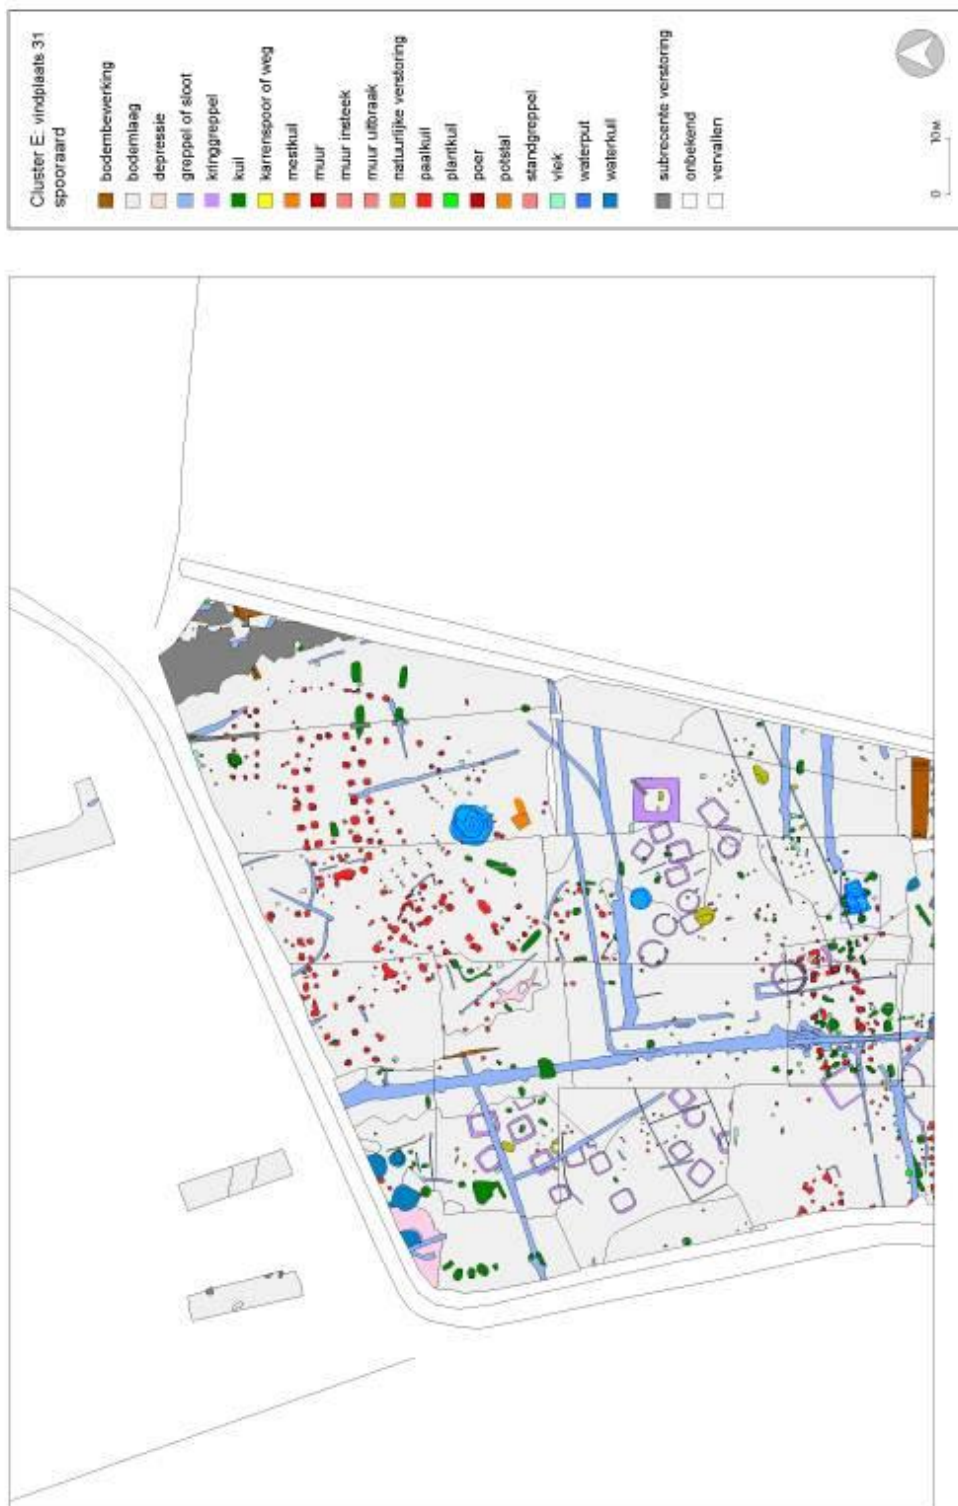 Cluster E: vindplaats 31
spooraard
bodembewerking
bodemlaag
depressie
greppel of sloot
kringgreppel
kuil
karrenspoor of weg
mestkuil
muur
muur insteek
muur uitbraak
natuurlijke verstoring
paalkuil
plantkuil
poer
potstal
standgreppel
vlek
waterput
waterkuil
subrecente verstoring
onbekend
vervallen
0